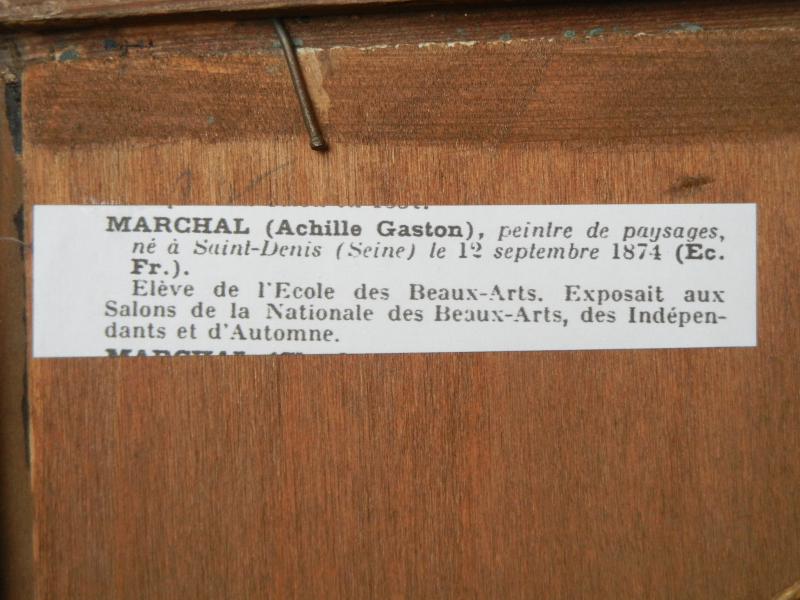 MARCHAL (Achille Gaston), peintre de paysages,
né à Saint-Denis (Seine) le 12 septembre 1874 (Ec.
Fr.).
Elève de l'Ecole des Beaux-Arts. Exposait aux
Salons de la Nationale des Beaux-Arts, des Indépen-
dants et d'Automne.
MARCHAL